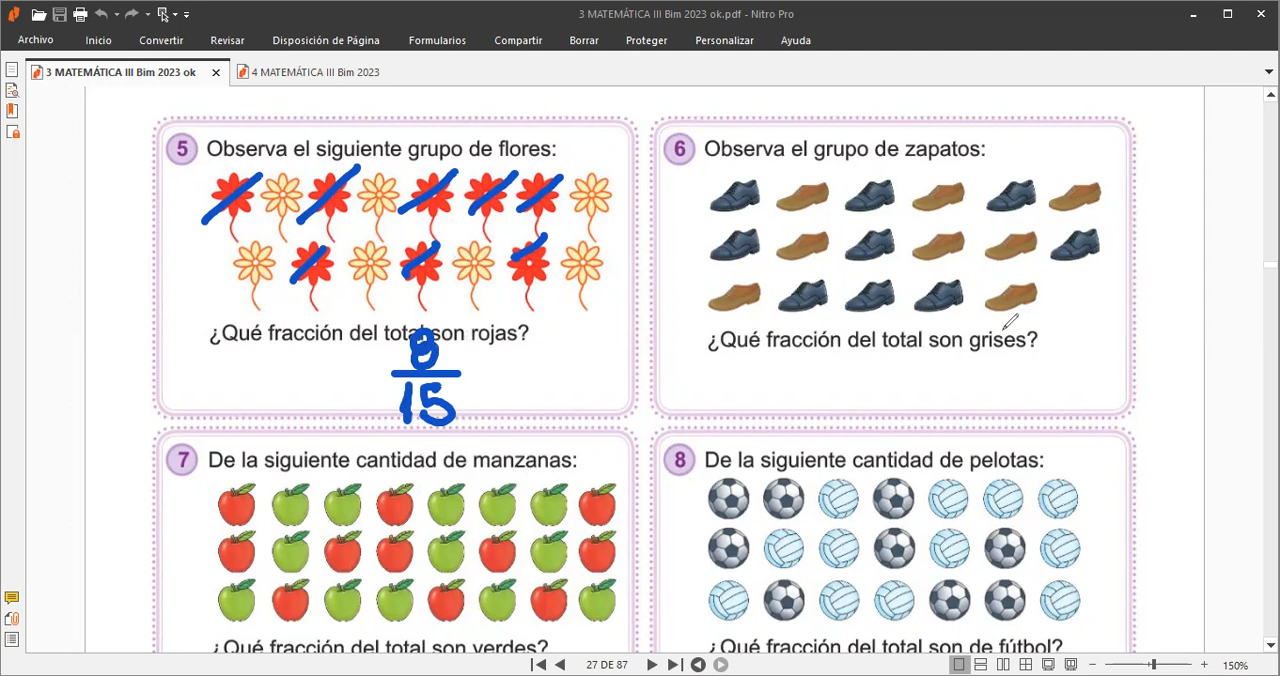 3 MATEMÁTICA III Bim 2023 ok.pdf - Nitro Pro
Archivo Inicio Convertir Revisar Disposición de Página Formularios Compartir Borrar Proteger Personalizar Ayuda
3 MATEMÁTICA III Bim 2023 ok 4 MATEMÁTICA III Bim 2023
5 Observa el siguiente grupo de flores:
¿Qué fracción del total son rojas?
8
15
6 Observa el grupo de zapatos:
¿Qué fracción del total son grises?
7 De la siguiente cantidad de manzanas:
¿Qué fracción del total son verdes?
8 De la siguiente cantidad de pelotas:
¿Qué fracción del total son de fútbol?
27 DE 87
150%